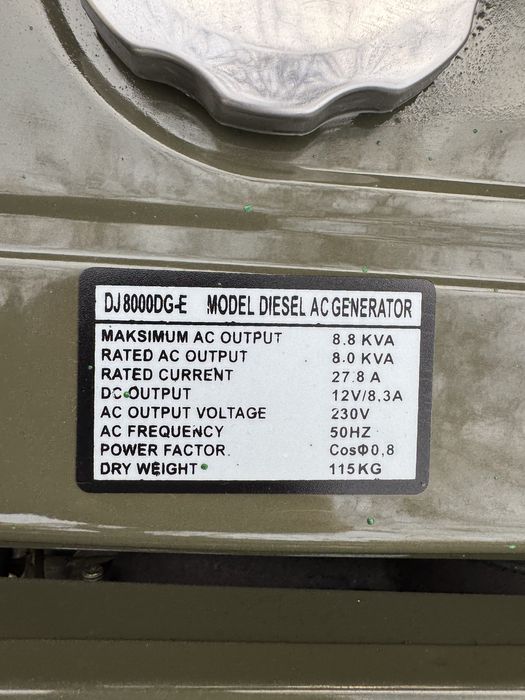 DJ8000DG-E MODEL DIESEL AC GENERATOR
MAKSIMUM AC OUTPUT 8.8 KVA
RATED AC OUTPUT 8.0 KVA
RATED CURRENT 27.8 A
DC OUTPUT 12V/8,3A
AC OUTPUT VOLTAGE 230V
AC FREQUENCY 50HZ
POWER FACTOR. CosΦ0,8
DRY WEIGHT 115KG